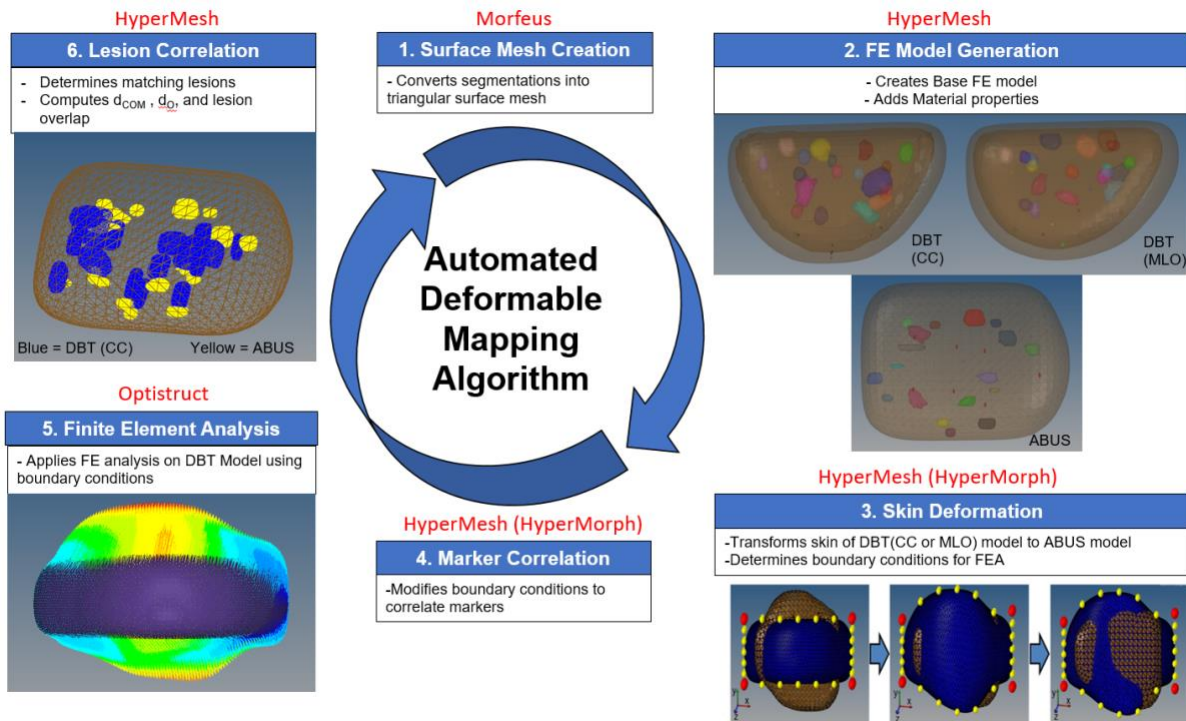 HyperMesh
6. Lesion Correlation
- Determines matching lesions
- Computes dCOM , dO, and lesion
overlap
Blue = DBT (CC)
Yellow = ABUS
Morfeus
1. Surface Mesh Creation
- Converts segmentations into
triangular surface mesh
HyperMesh
2. FE Model Generation
- Creates Base FE model
- Adds Material properties
DBT
(CC)
DBT
(MLO)
ABUS
Automated
Deformable
Mapping
Algorithm
Optistruct
5. Finite Element Analysis
- Applies FE analysis on DBT Model using
boundary conditions
HyperMesh (HyperMorph)
4. Marker Correlation
-Modifies boundary conditions to
correlate markers
HyperMesh (HyperMorph)
3. Skin Deformation
-Transforms skin of DBT(CC or MLO) model to ABUS model
-Determines boundary conditions for FEA
y
x
z
y
x
z
y
x
z